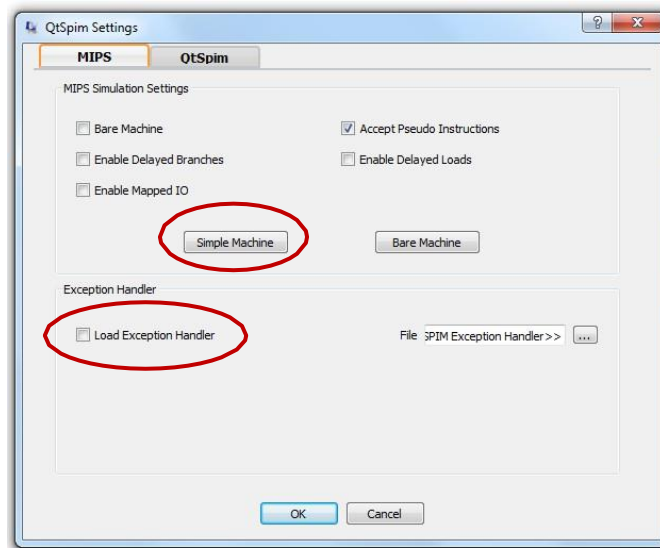 QtSpim Settings
MIPS QtSpim
MIPS Simulation Settings
Bare Machine Accept Pseudo Instructions
Enable Delayed Branches Enable Delayed Loads
Enable Mapped IO
Simple Machine Bare Machine
Exception Handler
Load Exception Handler File SPIM Exception Handler>> ...
OK Cancel